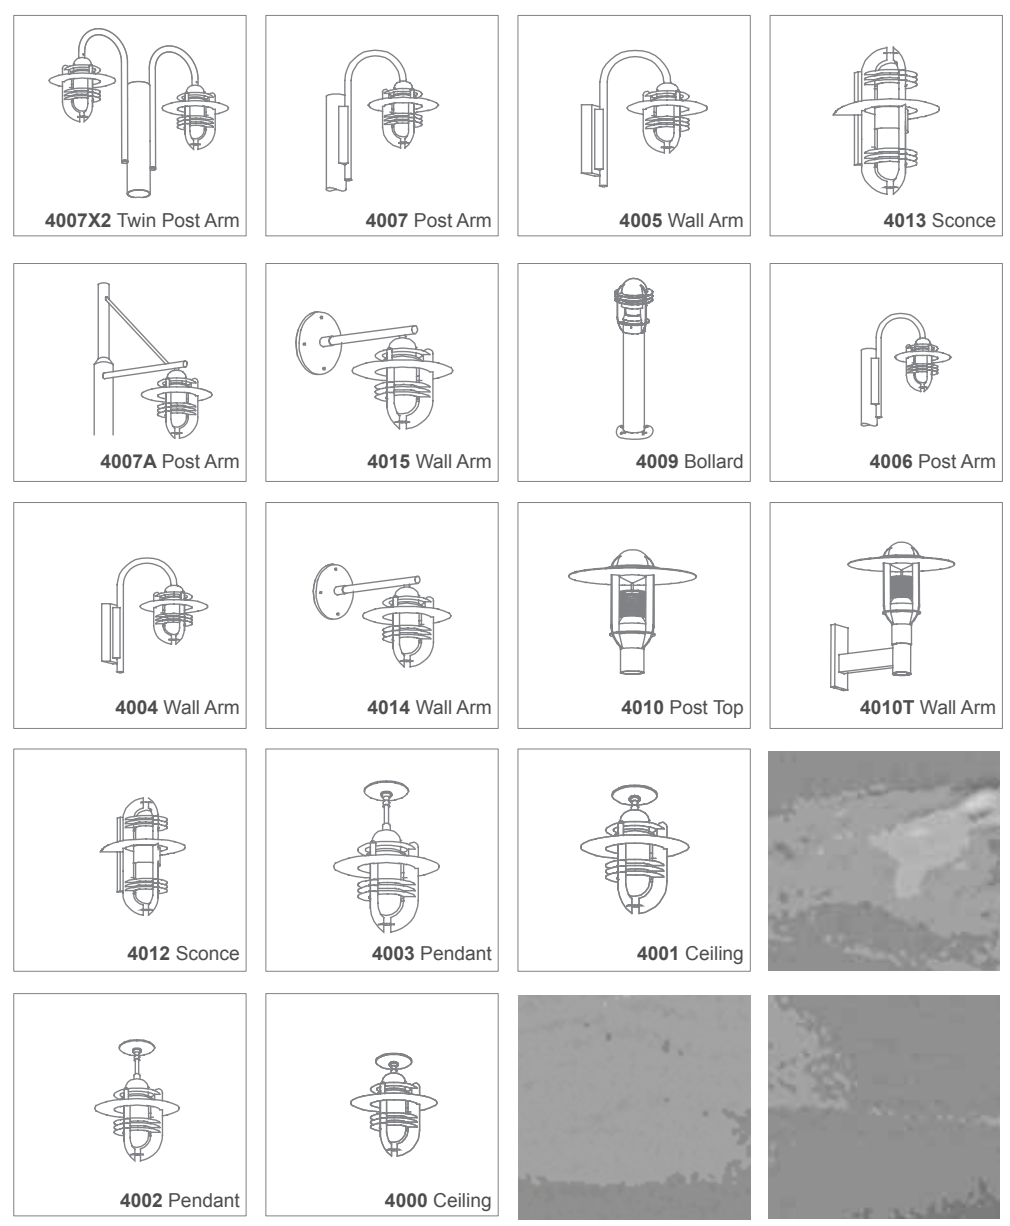 4007X2 Twin Post Arm
4007 Post Arm
4005 Wall Arm
4013 Sconce
4007A Post Arm
4015 Wall Arm
4009 Bollard
4006 Post Arm
4004 Wall Arm
4014 Wall Arm
4010 Post Top
4010T Wall Arm
4012 Sconce
4003 Pendant
4001 Ceiling
4002 Pendant
4000 Ceiling